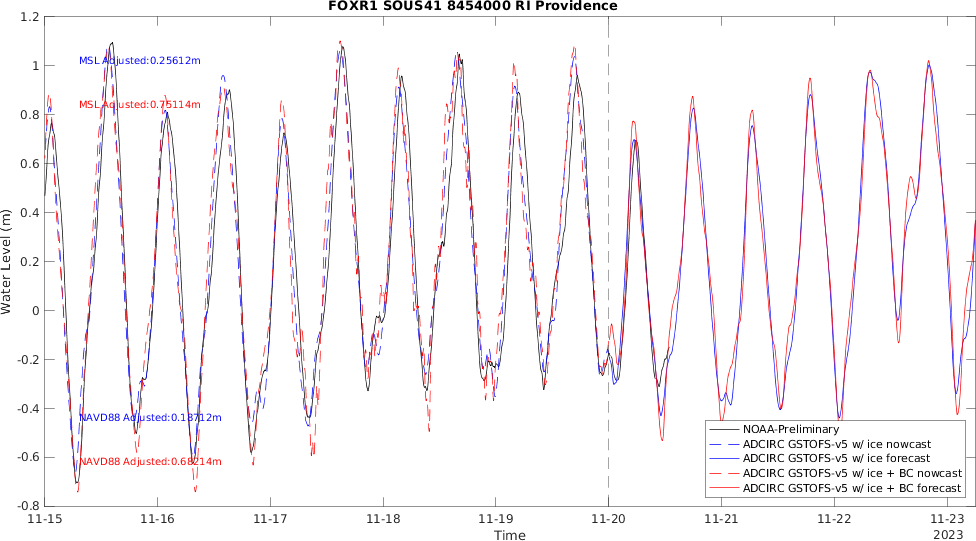 FOXR1 SOUS41 8454000 RI Providence
1.2
1
0.8
0.6
0.4
0.2
0
-0.2
-0.4
-0.6
-0.8
Water Level (m)
MSL Adjusted:0.25612m
MSL Adjusted:0.75114m
NAVD88 Adjusted:0.18712m
NAVD88 Adjusted:0.68214m
NOAA-Preliminary
ADCIRC GSTOFS-v5 w/ ice nowcast
ADCIRC GSTOFS-v5 w/ ice forecast
ADCIRC GSTOFS-v5 w/ ice + BC nowcast
ADCIRC GSTOFS-v5 w/ ice + BC forecast
11-15 11-16 11-17 11-18 11-19 11-20 11-21 11-22 11-23
Time
2023